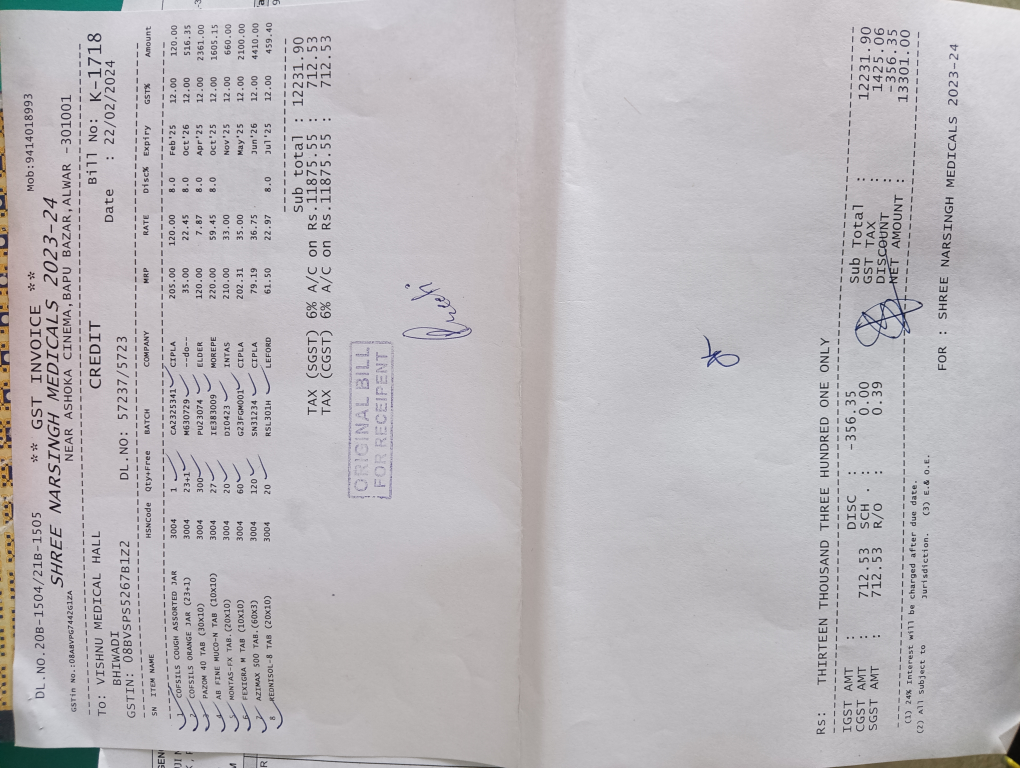 DL.NO.20B-1504/21B-1505 ** GST INVOICE ** Mob:9414018993
SHREE NARSINGH MEDICALS 2023-24
GSTin No.:08ABVPG7442G1ZA NEAR ASHOKA CINEMA,BAPU BAZAR,ALWAR -301001
To: VISHNU MEDICAL HALL CREDIT Bill No: K-1718
BHIWADI Date : 22/02/2024
GSTIN: 08BVSPS5267B1Z2 DL.NO: 57237/57723
SN ITEM NAME HSNCode Qty+Free BATCH COMPANY MRP RATE Disc% Expiry GST% Amount
1 COFSILS COUGH ASSORTED JAR 3004 1 CA2325341 CIPLA 205.00 120.00 8.0 Feb'25 12.00 120.00
2 COFSILS ORANGE JAR (23+1) 3004 23+1 M630729 --do-- 35.00 22.45 8.0 Oct'26 12.00 516.35
3 PAZOM 40 TAB (30X10) 3004 300 PU23074 ELDER 120.00 7.87 8.0 Apr'25 12.00 2361.00
4 AB FINE MUCO-N TAB (10X10) 3004 27 IE383009 MOREPE 220.00 59.45 8.0 Oct'25 12.00 1605.15
5 MONTAS-FX TAB.(20X10) 3004 20 DI0423 INTAS 210.00 33.00 Nov'25 12.00 660.00
6 FEXIGRA M TAB (10X10) 3004 60 G23FGM001 CIPLA 202.31 35.00 May'25 12.00 2100.00
7 AZIMAX 500 TAB.(60X3) 3004 120 SN31234 CIPLA 79.19 36.75 Jun'26 12.00 4410.00
8 REDNISOL-8 TAB (20X10) 3004 20 RSL301H LEFORD 61.50 22.97 8.0 Jul'25 12.00 459.40
Sub total : 12231.90
TAX (SGST) 6% A/C on Rs.11875.55 : 712.53
TAX (CGST) 6% A/C on Rs.11875.55 : 712.53
ORIGINAL BILL
FOR RECEIPENT
Rs: THIRTEEN THOUSAND THREE HUNDRED ONE ONLY
IGST AMT : DISC : -356.35 Sub Total : 12231.90
CGST AMT : 712.53 SCH : 0.00 GST TAX : 1425.06
SGST AMT : 712.53 R/O : 0.39 DISCOUNT : -356.35
NET AMOUNT : 13301.00
(1) 24% Interest will be charged after due date.
(2) All Subject to Jurisdiction. (3) E.& O.E.
FOR : SHREE NARSINGH MEDICALS 2023-24